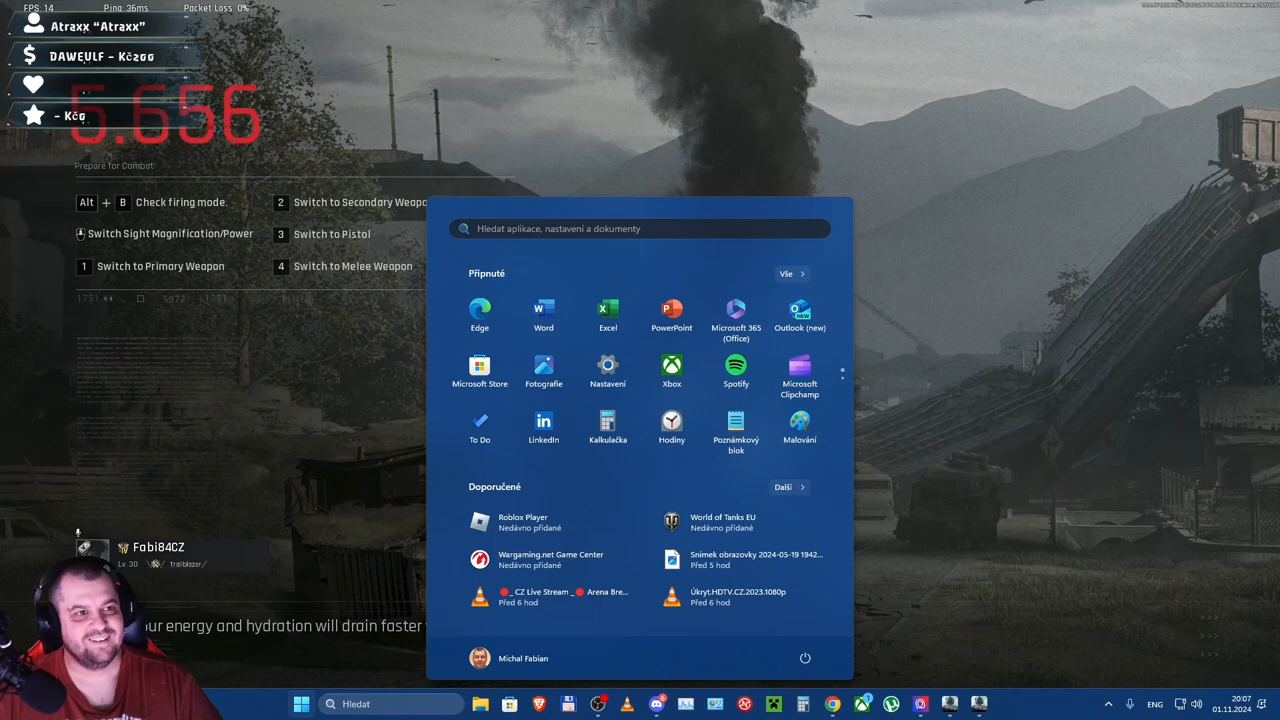 FPS: 14 Ping: 36ms Packet Loss: 0%
Atraxx "Atraxx"
DAWEULF - Kč200
- Kč0
5.656
Prepare for Combat
Alt + B Check firing mode.
2 Switch to Secondary Weapo
Switch Sight Magnification/Power
3 Switch to Pistol
1 Switch to Primary Weapon
4 Switch to Melee Weapon
Fabi84CZ
Lv. 30 Trailblazer
our energy and hydration will drain faster
Hledat aplikace, nastavení a dokumenty
Připnuté
Vše
Edge
Word
Excel
PowerPoint
Microsoft 365
(Office)
Outlook (new)
Microsoft Store
Fotografie
Nastavení
Xbox
Spotify
Microsoft
Clipchamp
To Do
LinkedIn
Kalkulačka
Hodiny
Poznámkový
blok
Malování
Doporučené
Další
Roblox Player
Nedávno přidané
World of Tanks EU
Nedávno přidané
Wargaming.net Game Center
Nedávno přidané
Snímek obrazovky 2024-05-19 1942...
Před 5 hod
_ CZ Live Stream _ Arena Bre...
Před 6 hod
Úkryt.HDTV.CZ.2023.1080p
Před 6 hod
Michal Fabian
Hledat
ENG
20:07
01.11.2024